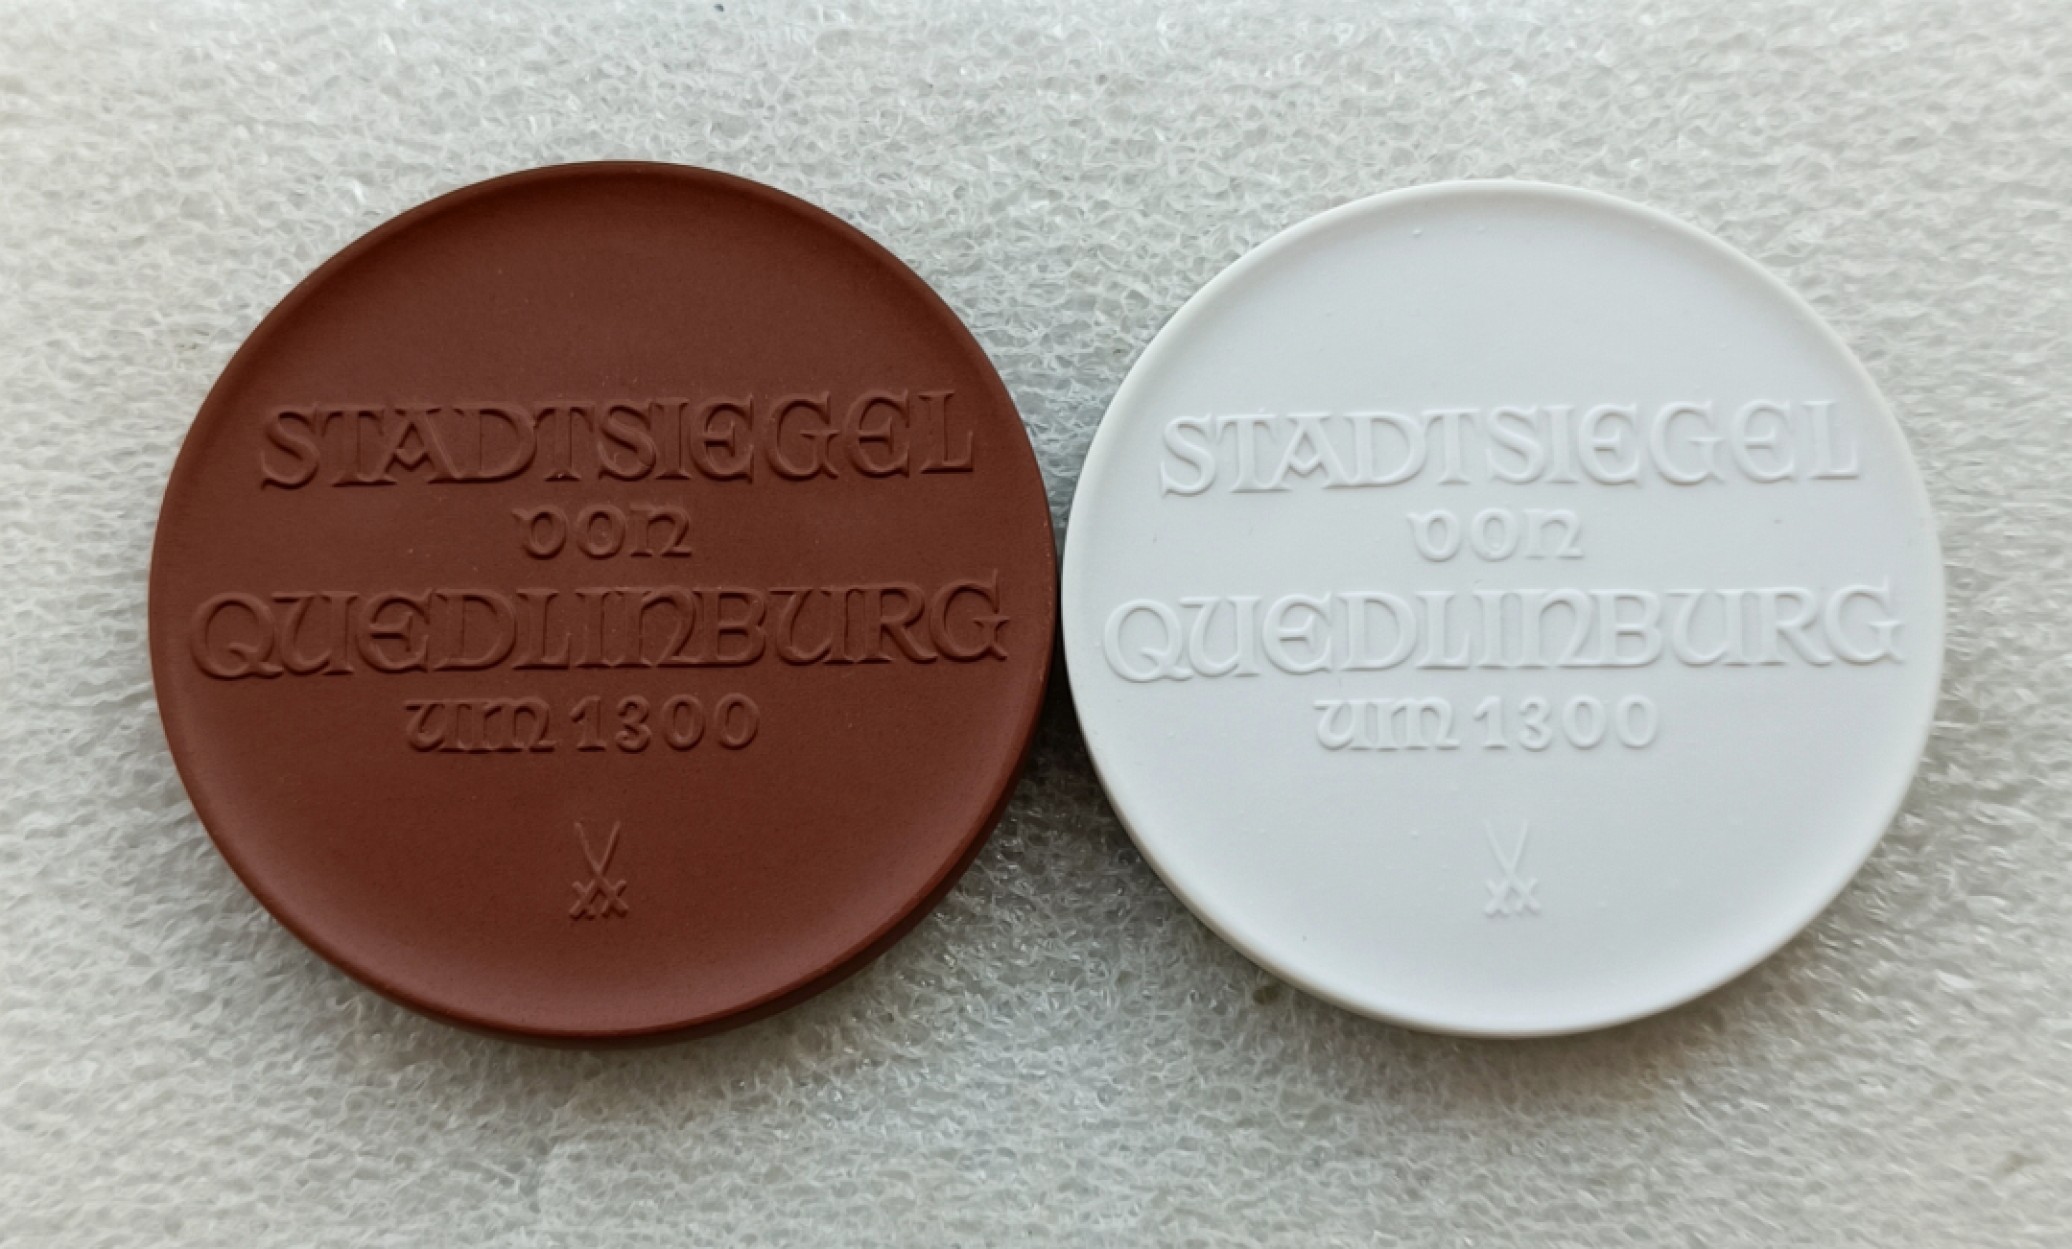 STADTSIEGEL
von
QUEDLINBURG
um 1300
STADTSIEGEL
von
QUEDLINBURG
um 1300